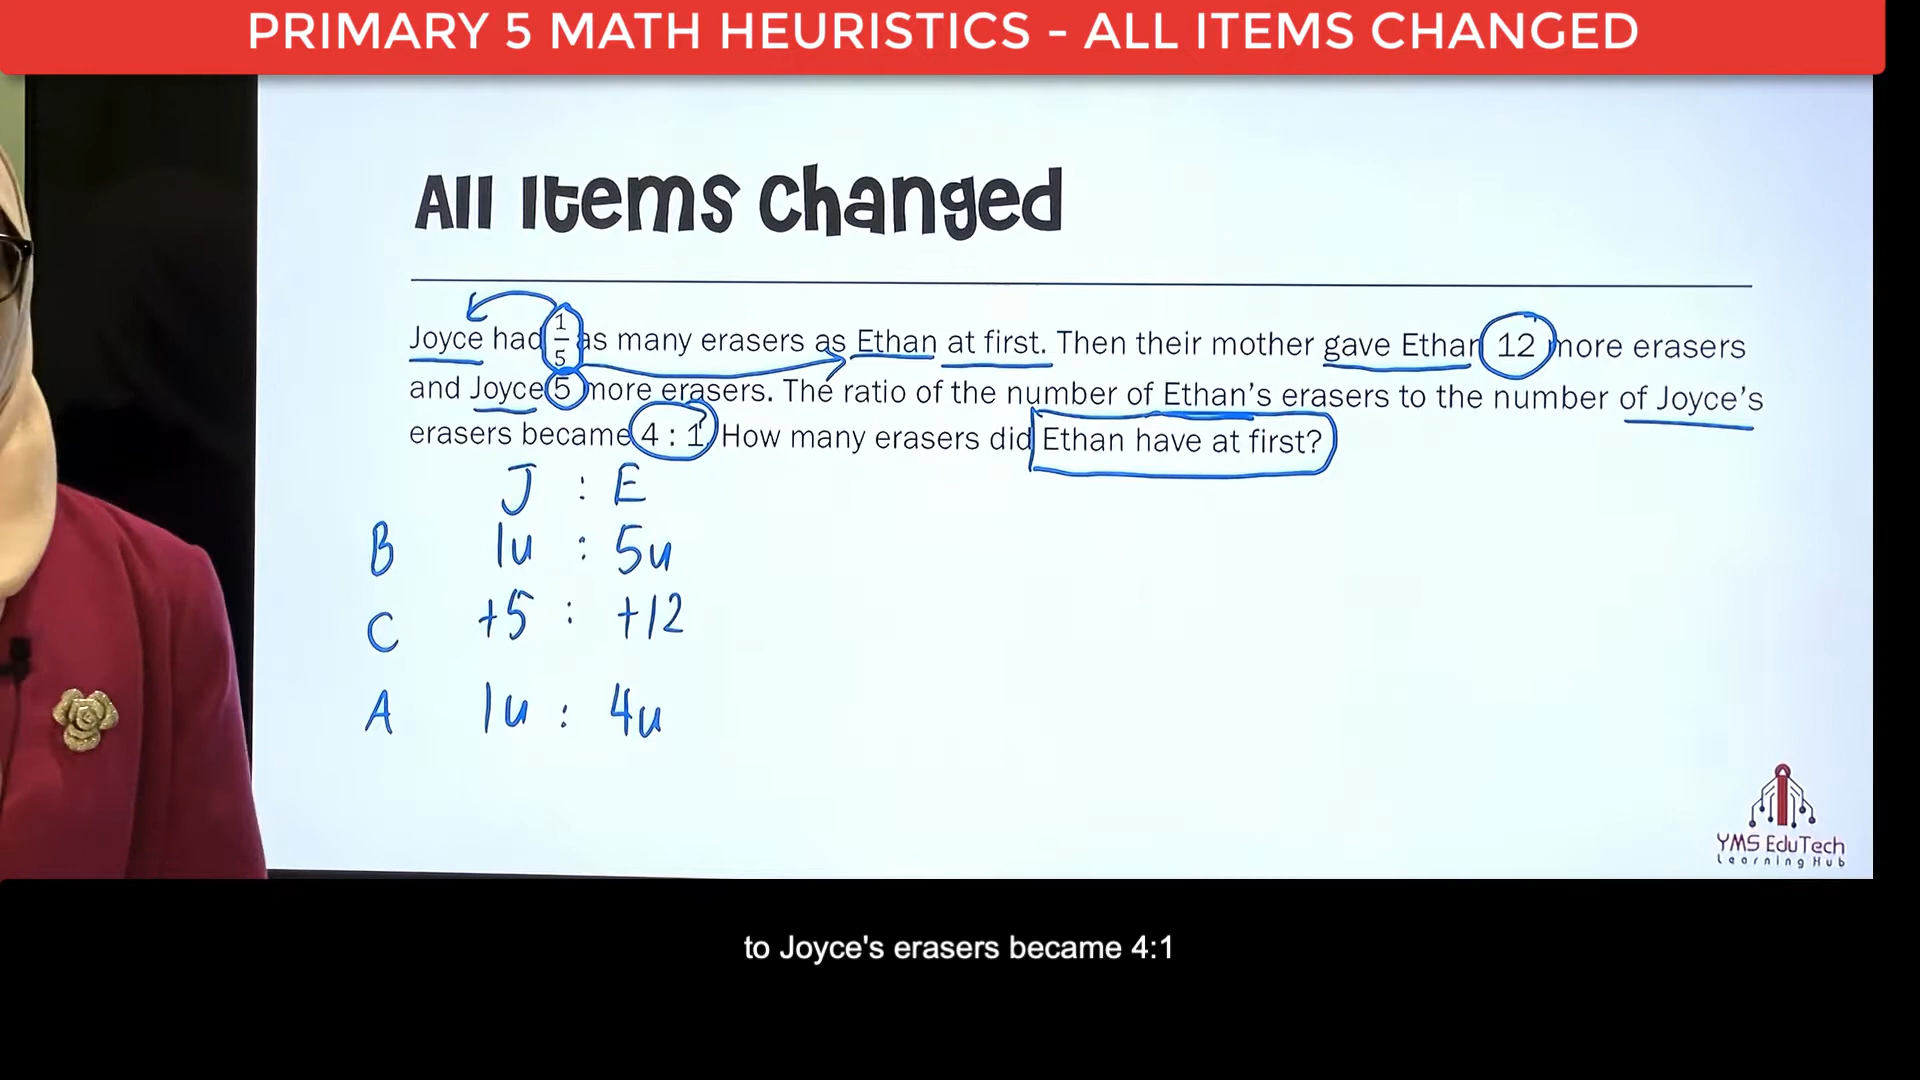 PRIMARY 5 MATH HEURISTICS - ALL ITEMS CHANGED
All Items Changed
Joyce had 1/5 as many erasers as Ethan at first. Then their mother gave Ethan 12 more erasers
and Joyce 5 more erasers. The ratio of the number of Ethan's erasers to the number of Joyce's
erasers became 4 : 1. How many erasers did Ethan have at first?
J : E
B 1u : 5u
C +5 : +12
A 1u : 4u
YMS EduTech
Learning Hub
to Joyce's erasers became 4:1